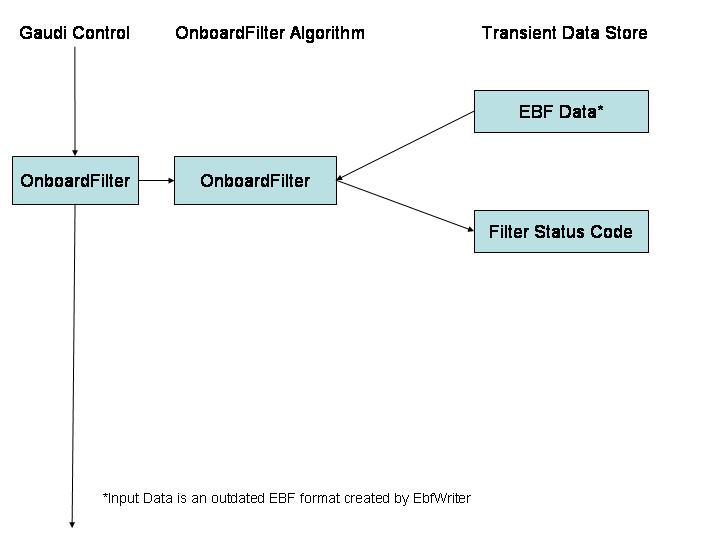 Gaudi Control
OnboardFilter Algorithm
Transient Data Store
EBF Data*
OnboardFilter
OnboardFilter
Filter Status Code
*Input Data is an outdated EBF format created by EbfWriter